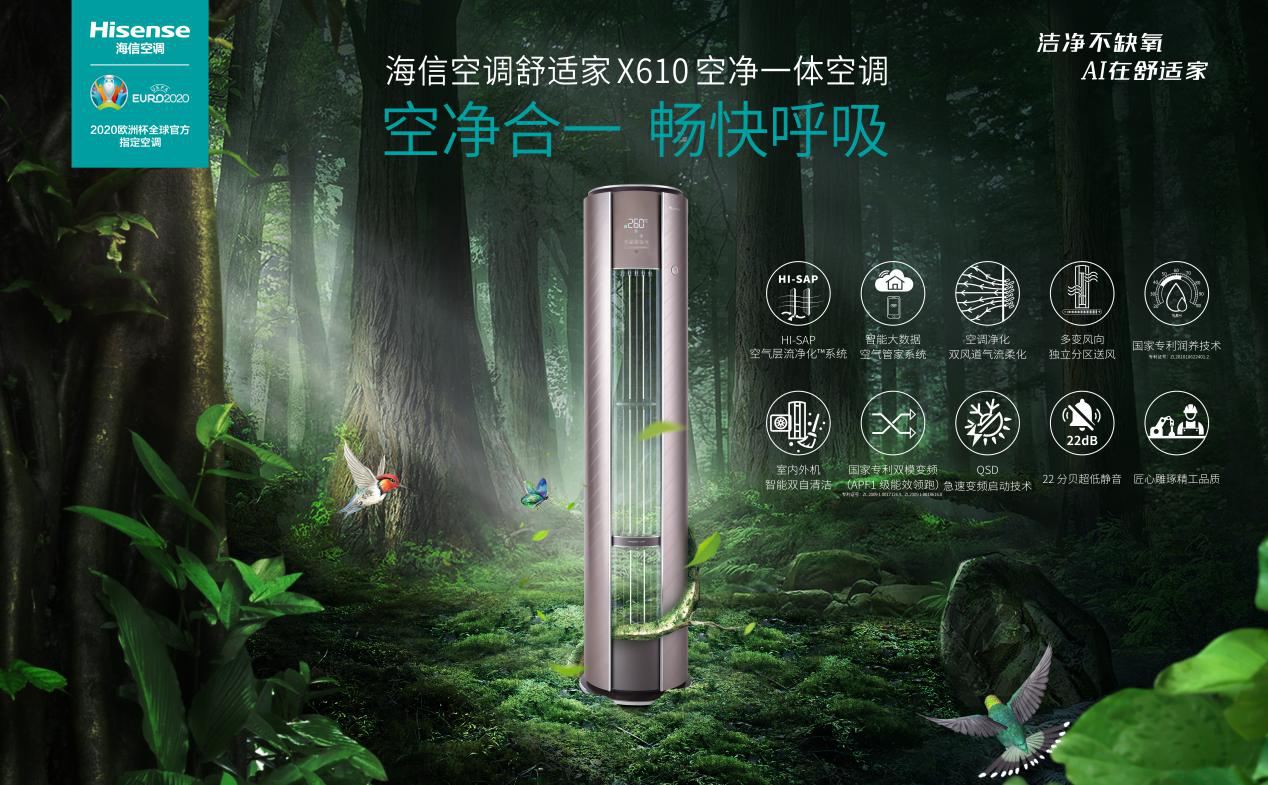 Hisense
海信空调
UEFA
EURO2020
2020欧洲杯全球官方
指定空调
海信空调舒适家X610空净一体空调
空净合一 畅快呼吸
洁净不缺氧
AI在舒适家
HI-SAP
HI-SAP
空气层流净化™系统
智能大数据
空气管家系统
空调净化
双风道气流柔化
多变风向
独立分区送风
国家专利润养技术
室内外机
智能双自清洁
国家专利双模变频
(APF1 级能效领跑)
QSD
急速变频启动技术
22dB
22 分贝超低静音
匠心雕琢精工品质